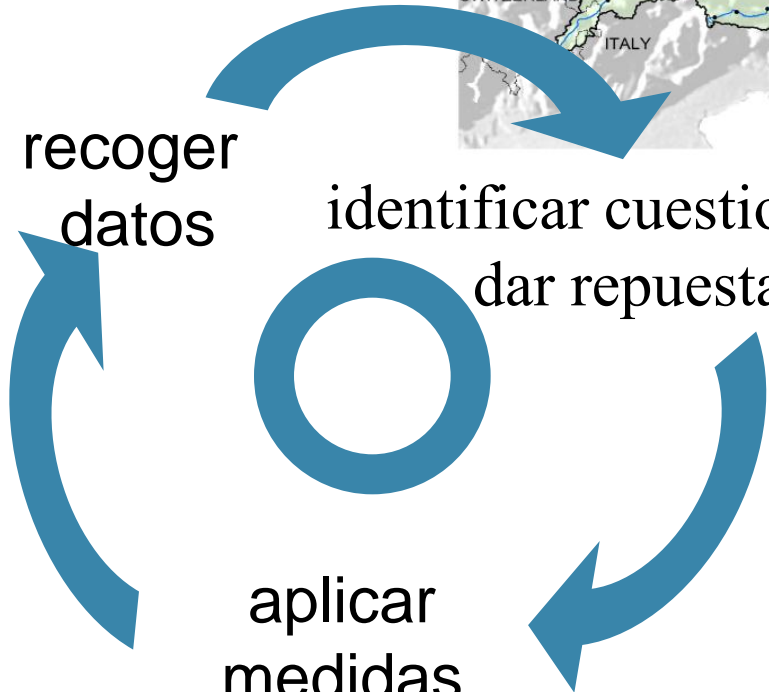 ITALY
recoger
datos
identificar cuestio
dar repuesta
aplicar
medidas